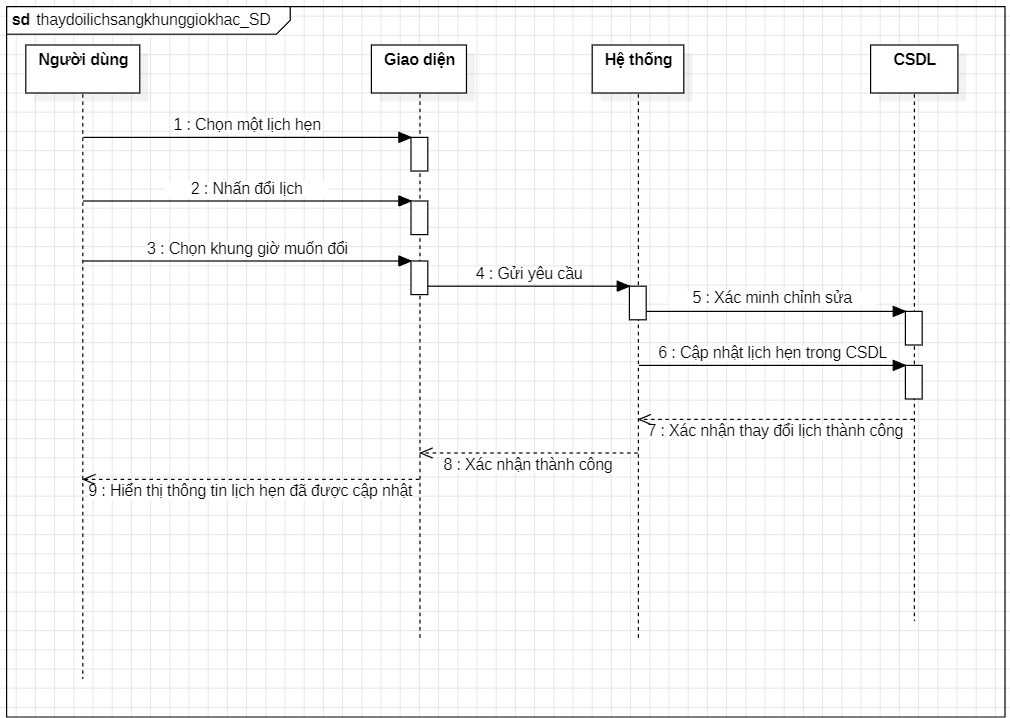 sd thaydoilichsangkhunggiokhac_SD
Người dùng
Giao diện
Hệ thống
CSDL
1 : Chọn một lịch hẹn
2 : Nhấn đổi lịch
3 : Chọn khung giờ muốn đổi
4 : Gửi yêu cầu
5 : Xác minh chỉnh sửa
6 : Cập nhật lịch hẹn trong CSDL
7 : Xác nhận thay đổi lịch thành công
8 : Xác nhận thành công
9 : Hiển thị thông tin lịch hẹn đã được cập nhật